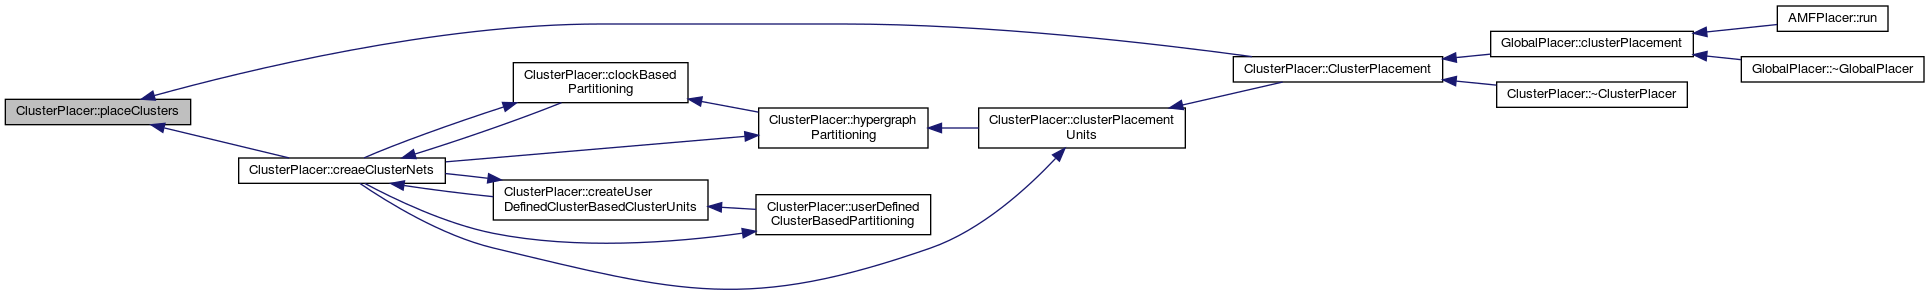 ClusterPlacer::placeClusters
ClusterPlacer::creaeClusterNets
ClusterPlacer::clockBased
Partitioning
ClusterPlacer::createUser
DefinedClusterBasedClusterUnits
ClusterPlacer::hypergraph
Partitioning
ClusterPlacer::userDefined
ClusterBasedPartitioning
ClusterPlacer::clusterPlacement
Units
ClusterPlacer::ClusterPlacement
GlobalPlacer::clusterPlacement
ClusterPlacer::~ClusterPlacer
AMFPlacer::run
GlobalPlacer::~GlobalPlacer